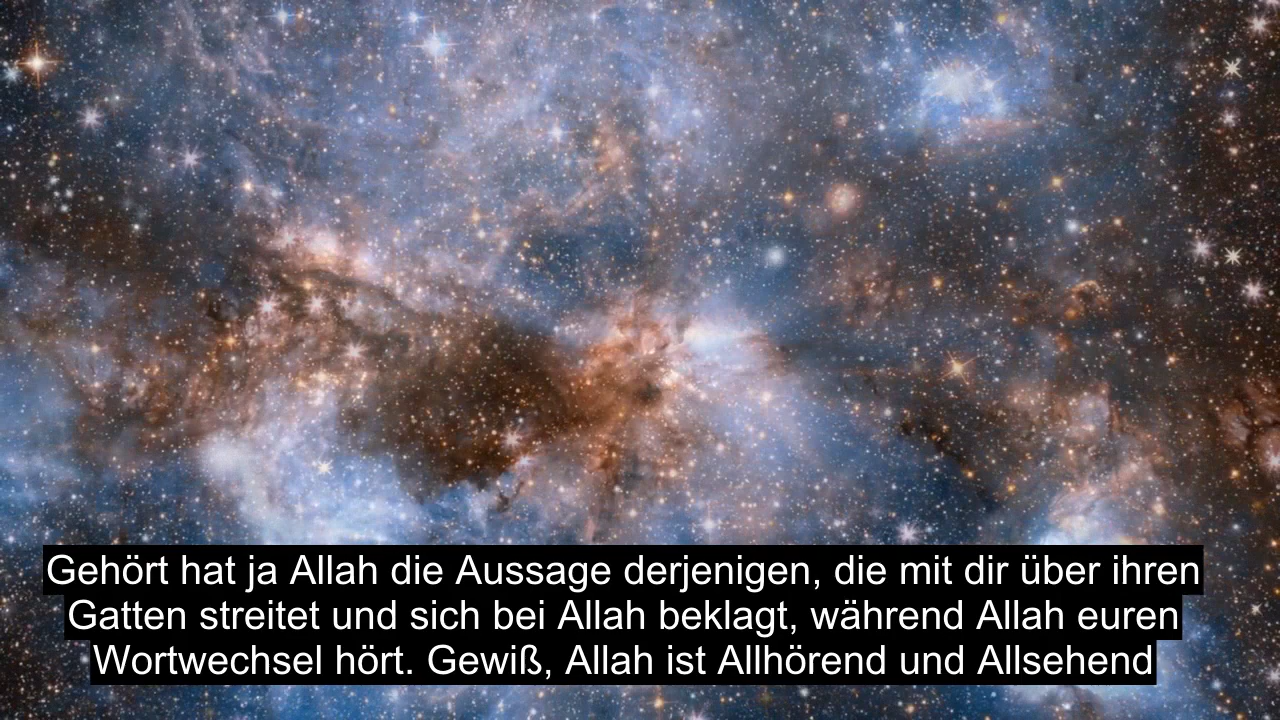 Gehört hat ja Allah die Aussage derjenigen, die mit dir über ihren
Gatten streitet und sich bei Allah beklagt, während Allah euren
Wortwechsel hört. Gewiß, Allah ist Allhörend und Allsehend